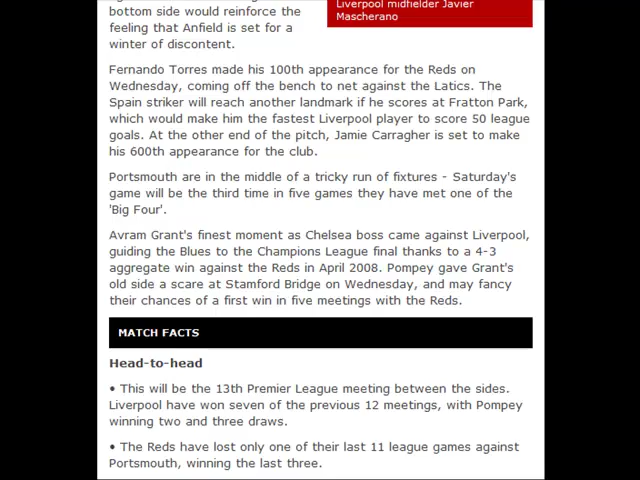 bottom side would reinforce the
feeling that Anfield is set for a
winter of discontent.
Liverpool midfielder Javier
Mascherano
Fernando Torres made his 100th appearance for the Reds on
Wednesday, coming off the bench to net against the Latics. The
Spain striker will reach another landmark if he scores at Fratton Park,
which would make him the fastest Liverpool player to score 50 league
goals. At the other end of the pitch, Jamie Carragher is set to make
his 600th appearance for the club.
Portsmouth are in the middle of a tricky run of fixtures - Saturday's
game will be the third time in five games they have met one of the
'Big Four'.
Avram Grant's finest moment as Chelsea boss came against Liverpool,
guiding the Blues to the Champions League final thanks to a 4-3
aggregate win against the Reds in April 2008. Pompey gave Grant's
old side a scare at Stamford Bridge on Wednesday, and may fancy
their chances of a first win in five meetings with the Reds.
MATCH FACTS
Head-to-head
• This will be the 13th Premier League meeting between the sides.
Liverpool have won seven of the previous 12 meetings, with Pompey
winning two and three draws.
• The Reds have lost only one of their last 11 league games against
Portsmouth, winning the last three.